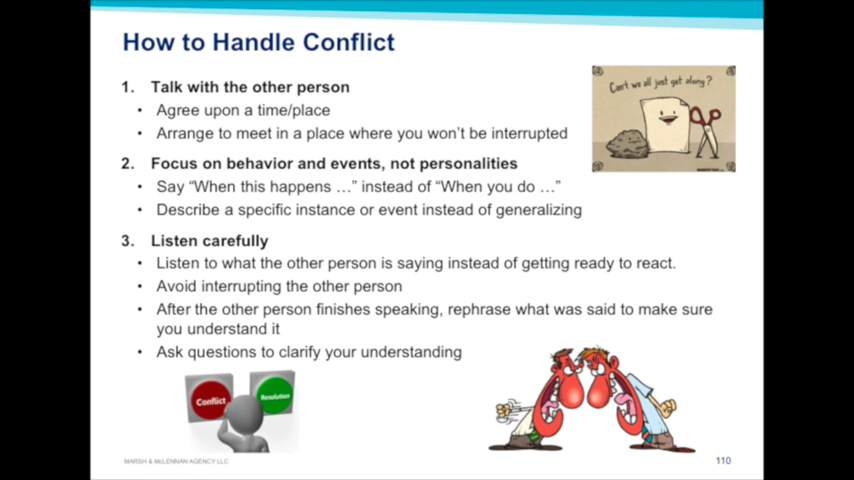 How to Handle Conflict
1. Talk with the other person
• Agree upon a time/place
• Arrange to meet in a place where you won't be interrupted
Can't we all just get along?
2. Focus on behavior and events, not personalities
• Say “When this happens …” instead of “When you do …”
• Describe a specific instance or event instead of generalizing
3. Listen carefully
• Listen to what the other person is saying instead of getting ready to react.
• Avoid interrupting the other person
• After the other person finishes speaking, rephrase what was said to make sure
you understand it
• Ask questions to clarify your understanding
Conflict
Resolution
MARSH & McLENNAN AGENCY LLC
110